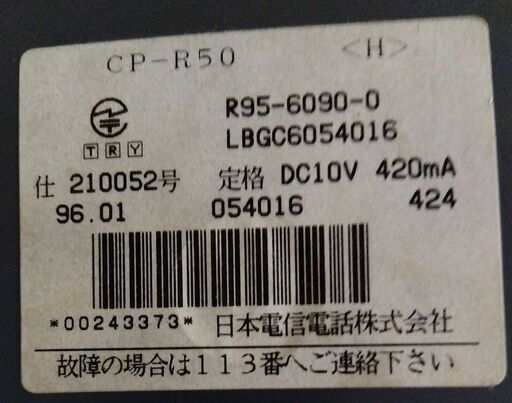 CP-R50 <H>
R95-6090-0
LBGC6054016
TRY
仕 210052号 定格 DC10V 420mA
96.01 054016 424
*00243373* 日本電信電話株式会社
故障の場合は113番へご連絡下さい